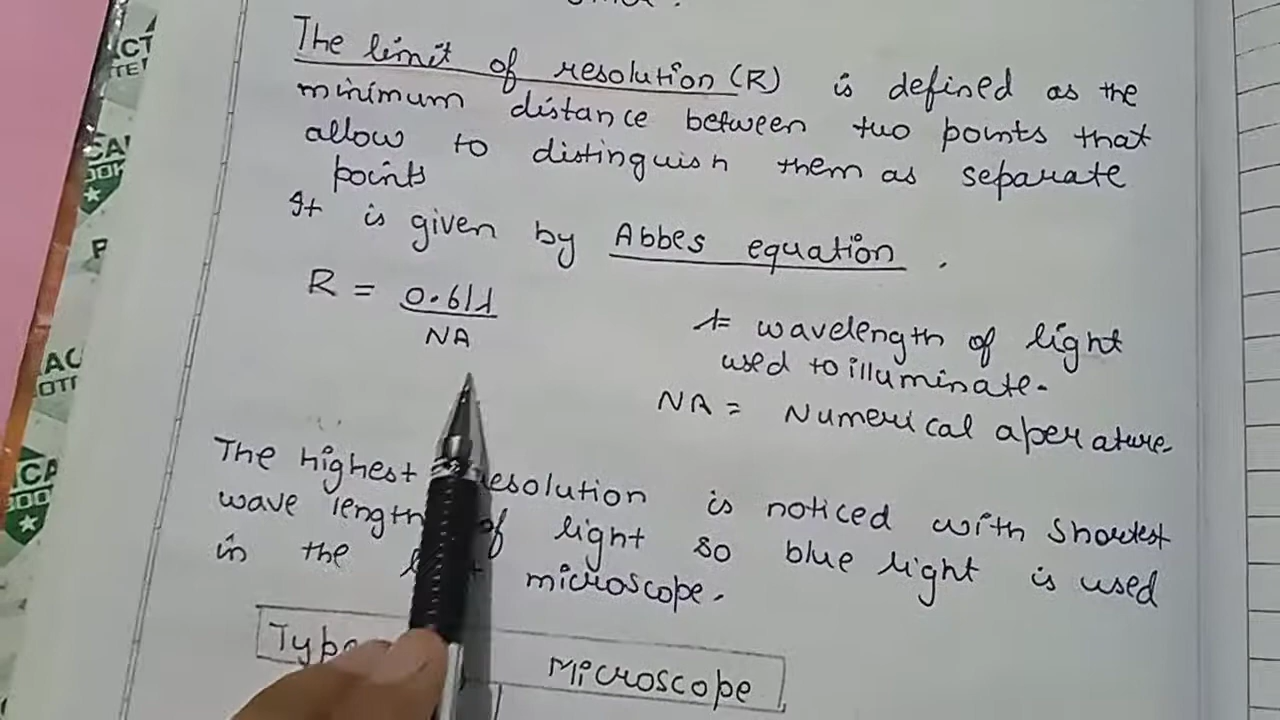 The limit of resolution (R) is defined as the
minimum distance between two points that
allow to distinguish them as separate
points
It is given by Abbes equation.
R = 0.61λ
NA
λ = wavelength of light
used to illuminate.
NA = Numerical aperature.
The highest resolution is noticed with shortest
wave length of light so blue light is used
in the microscope.
Microscope